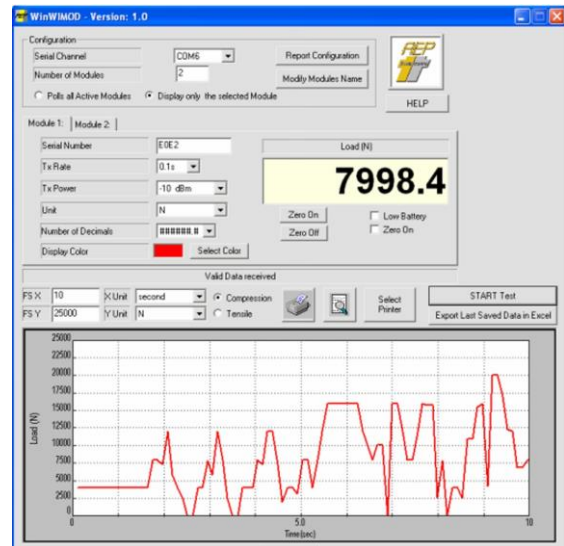 WinWIMOD - Version: 1.0
Configuration
Serial Channel COM6 Report Configuration
Number of Modules 2 Modify Modules Name
Polls all Active Modules Display only the selected Module
AEP
HELP
Module 1: Module 2:
Serial Number E0E2 Load (N)
Tx Rate 0.1s
7998.4
Tx Power -10 dBm
Unit N Zero On Low Battery
Number of Decimals ######.# Zero Off Zero On
Display Color Select Color
Valid Data received
FS X 10 X Unit second Compression Select Printer START Test
FS Y 25000 Y Unit N Tensile Export Last Saved Data in Excel
25000
22500
20000
17500
15000
12500
10000
7500
5000
2500
0
Load (N)
0 5.0 10
Time(sec)